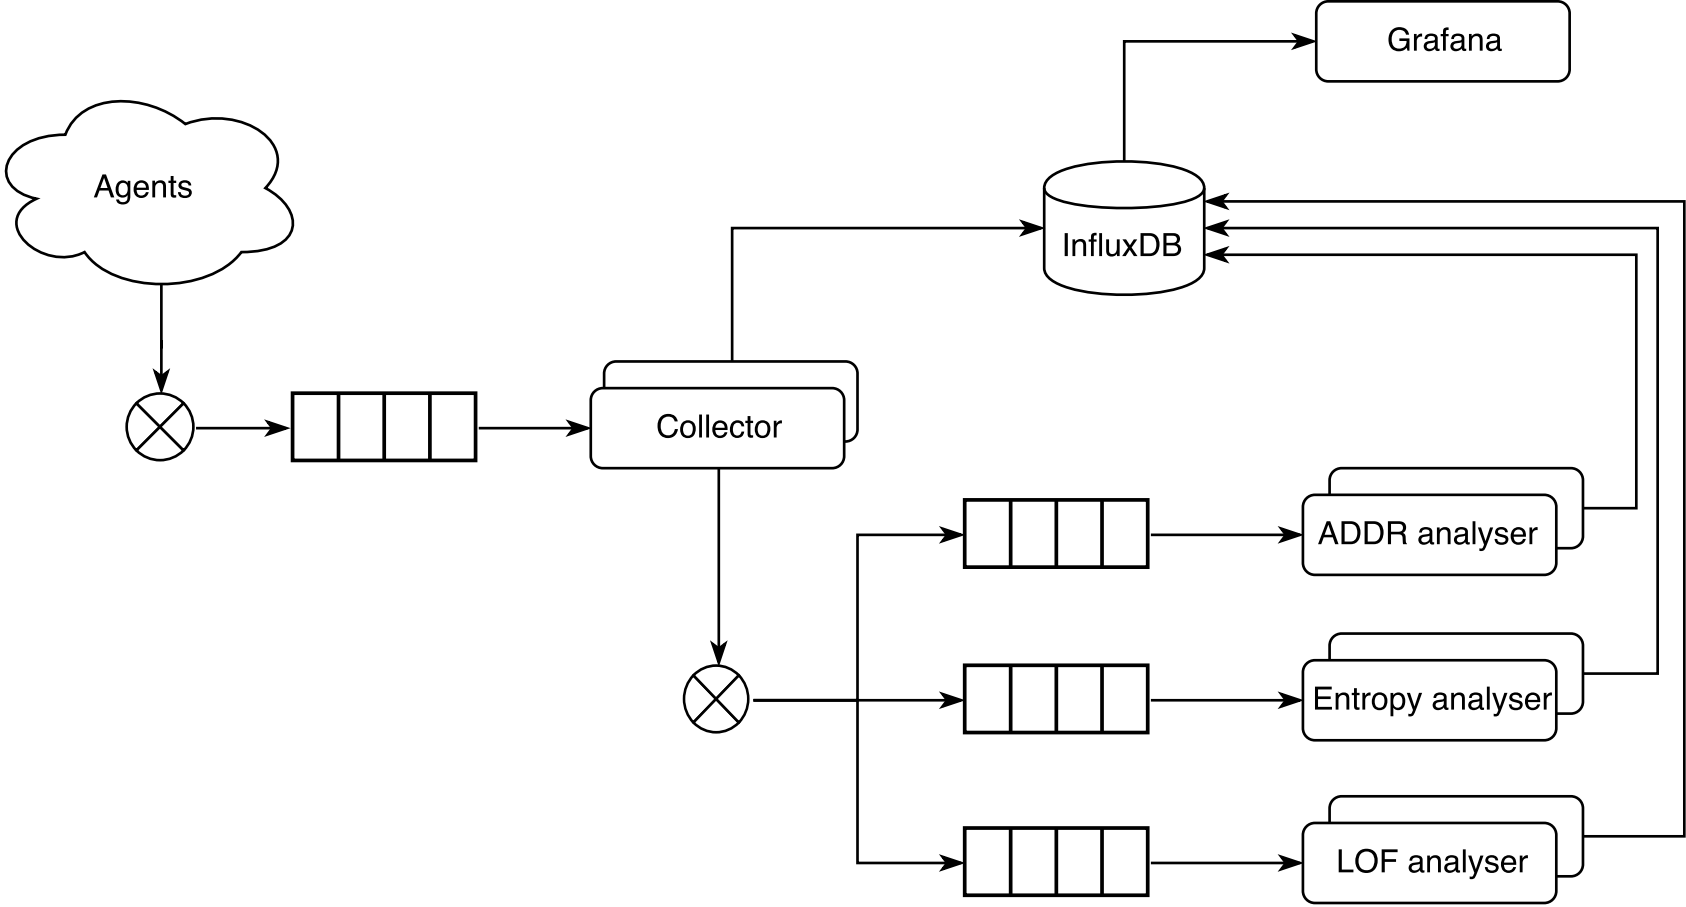 Grafana
Agents
InfluxDB
Collector
ADDR analyser
Entropy analyser
LOF analyser